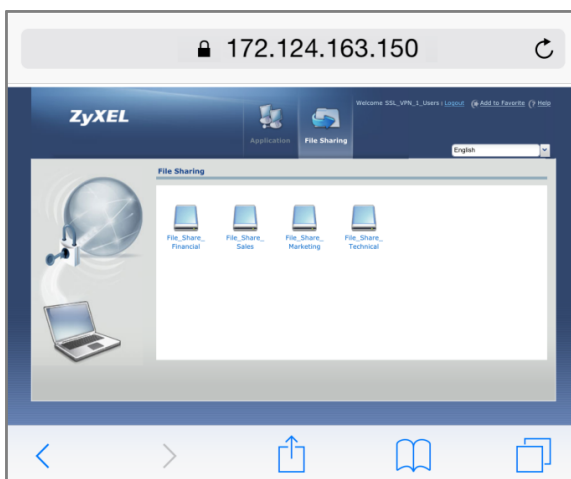 172.124.163.150
ZyXEL
Welcome SSL_VPN_1_Users | Logout Add to Favorite Help
Application File Sharing
English
File Sharing
File_Share_ File_Share_ File_Share_ File_Share_
Financial Sales Marketing Technical